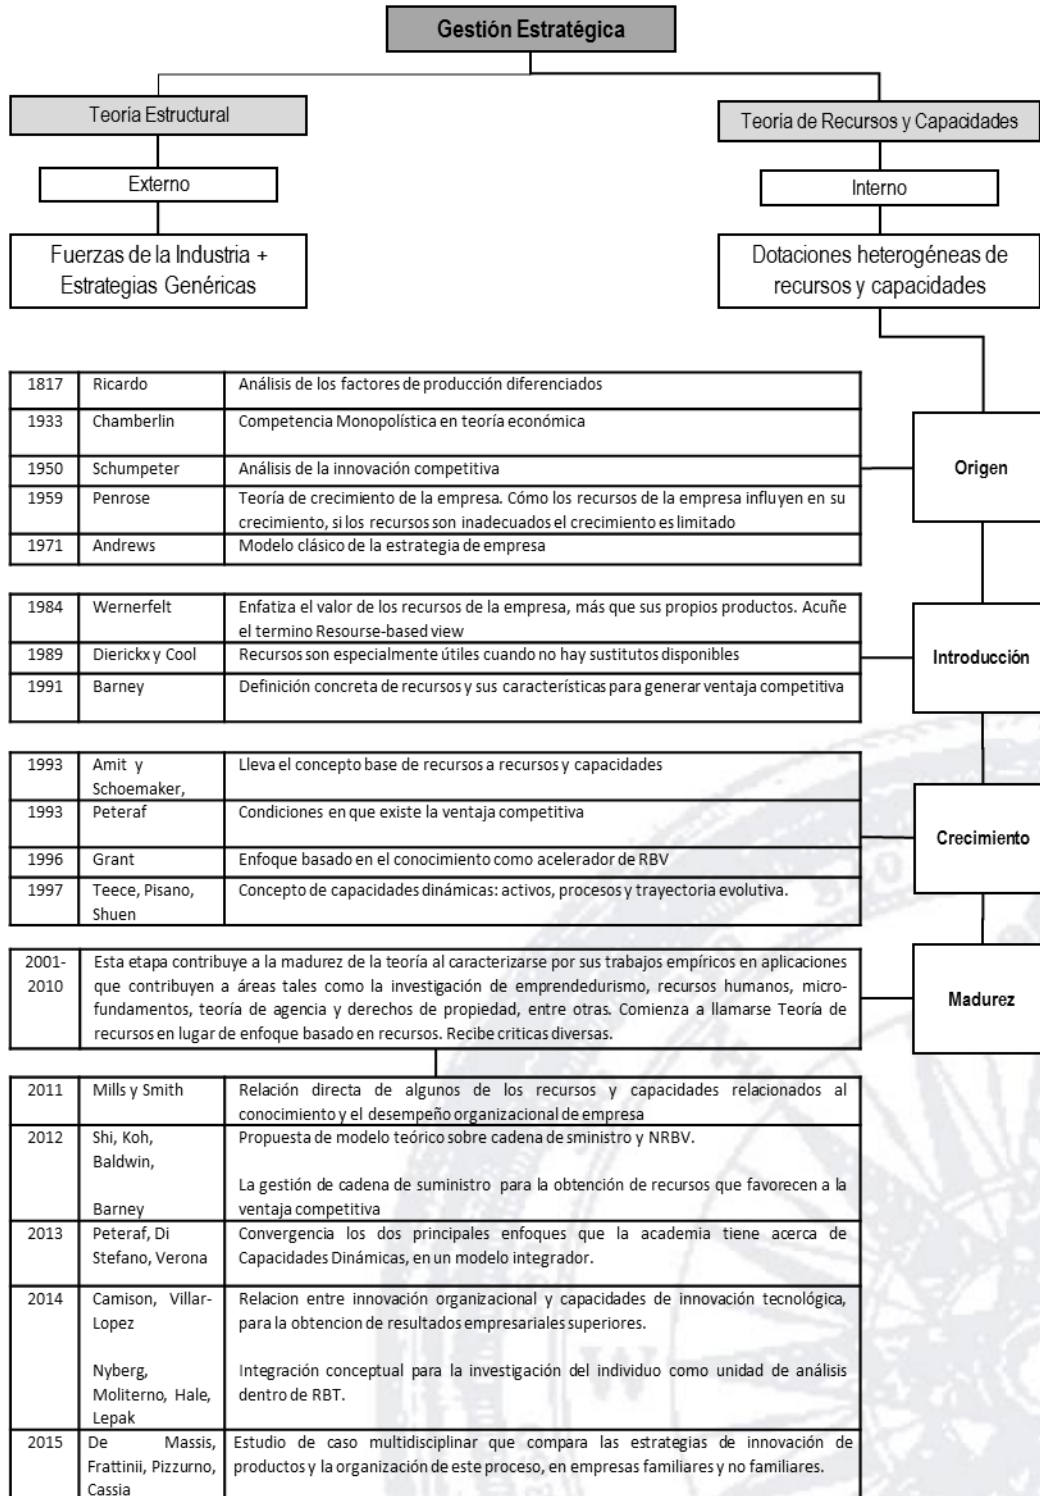 Gestión Estratégica
Teoría Estructural
Teoría de Recursos y Capacidades
Externo
Interno
Fuerzas de la Industria +
Estrategias Genéricas
Dotaciones heterogéneas de
recursos y capacidades
1817 Ricardo Análisis de los factores de producción diferenciados
1933 Chamberlin Competencia Monopolística en teoría económica
1950 Schumpeter Análisis de la innovación competitiva
Origen
1959 Penrose Teoría de crecimiento de la empresa. Cómo los recursos de la empresa influyen en su
crecimiento, si los recursos son inadecuados el crecimiento es limitado
1971 Andrews Modelo clásico de la estrategia de empresa
1984 Wernerfelt Enfatiza el valor de los recursos de la empresa, más que sus propios productos. Acuñe
el termino Resourse-based view
1989 Dierickx y Cool Recursos son especialmente útiles cuando no hay sustitutos disponibles
Introducción
1991 Barney Definición concreta de recursos y sus características para generar ventaja competitiva
1993 Amit y Lleva el concepto base de recursos a recursos y capacidades
Schoemaker,
1993 Peteraf Condiciones en que existe la ventaja competitiva
Crecimiento
1996 Grant Enfoque basado en el conocimiento como acelerador de RBV
1997 Teece, Pisano, Concepto de capacidades dinámicas: activos, procesos y trayectoria evolutiva.
Shuen
2001- Esta etapa contribuye a la madurez de la teoría al caracterizarse por sus trabajos empíricos en aplicaciones
2010 que contribuyen a áreas tales como la investigación de emprendedurismo, recursos humanos, micro-
fundamentos, teoría de agencia y derechos de propiedad, entre otras. Comienza a llamarse Teoría de
recursos en lugar de enfoque basado en recursos. Recibe criticas diversas.
Madurez
2011 Mills y Smith Relación directa de algunos de los recursos y capacidades relacionados al
conocimiento y el desempeño organizacional de empresa
2012 Shi, Koh, Propuesta de modelo teórico sobre cadena de sministro y NRBV.
Baldwin,
La gestión de cadena de suministro para la obtención de recursos que favorecen a la
Barney ventaja competitiva
2013 Peteraf, Di Convergencia los dos principales enfoques que la academia tiene acerca de
Stefano, Verona Capacidades Dinámicas, en un modelo integrador.
2014 Camison, Villar- Relacion entre innovación organizacional y capacidades de innovación tecnológica,
Lopez para la obtencion de resultados empresariales superiores.
Nyberg, Integración conceptual para la investigación del individuo como unidad de análisis
Moliterno, Hale, dentro de RBT.
Lepak
2015 De Massis, Estudio de caso multidisciplinar que compara las estrategias de innovación de
Frattinii, Pizzurno, productos y la organización de este proceso, en empresas familiares y no familiares.
Cassia
W